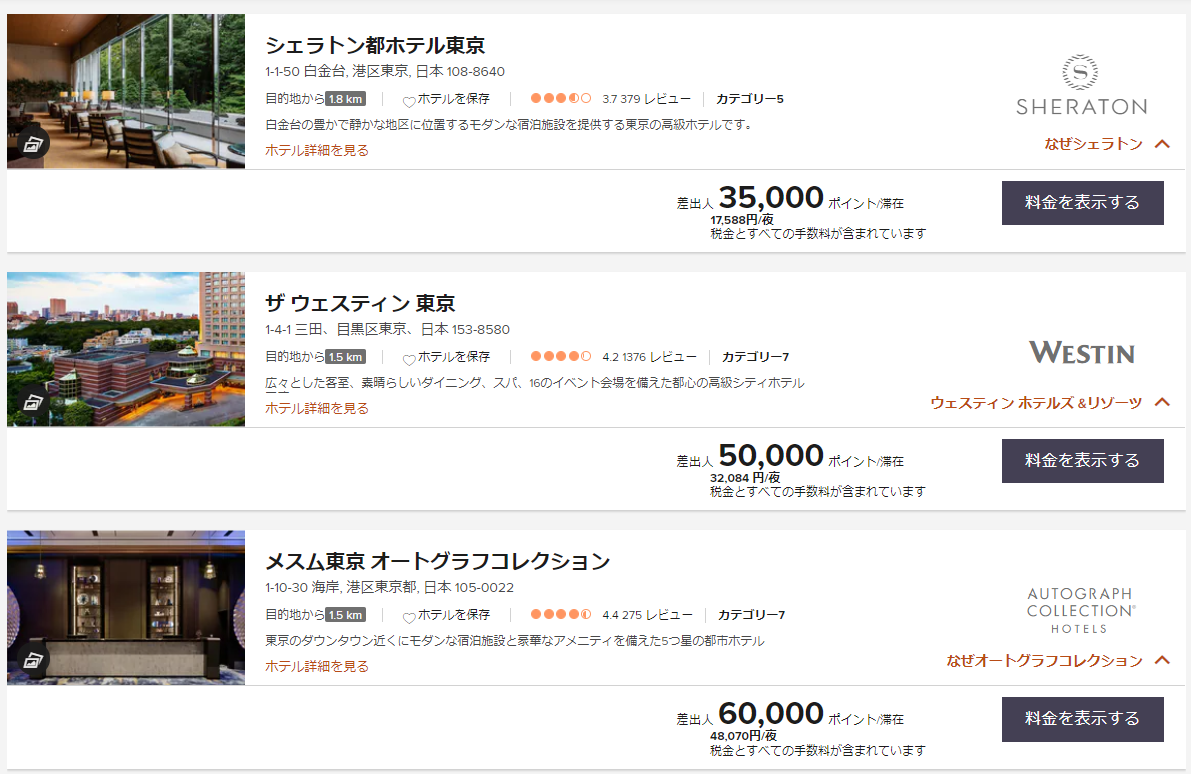 シェラトン都ホテル東京
1-1-50 白金台, 港区東京, 日本 108-8640
目的地から 1.8 km ホテルを保存 3.7 379 レビュー カテゴリー5
白金台の豊かで静かな地区に位置するモダンな宿泊施設を提供する東京の高級ホテルです。
ホテル詳細を見る
S
SHERATON
なぜシェラトン
差出人 35,000 ポイント/滞在
17,588円/夜
税金とすべての手数料が含まれています
料金を表示する
ザ ウェスティン 東京
1-4-1 三田、目黒区東京、日本 153-8580
目的地から 1.5 km ホテルを保存 4.2 1376 レビュー カテゴリー7
広々とした客室、素晴らしいダイニング、スパ、16のイベント会場を備えた都心の高級シティホテル
ホテル詳細を見る
WESTIN
ウェスティン ホテルズ &リゾーツ
差出人 50,000 ポイント/滞在
32,084 円/夜
税金とすべての手数料が含まれています
料金を表示する
メスム東京 オートグラフコレクション
1-10-30 海岸, 港区東京都, 日本 105-0022
目的地から 1.5 km ホテルを保存 4.4 275 レビュー カテゴリー7
東京のダウンタウン近くにモダンな宿泊施設と豪華なアメニティを備えた5つ星の都市ホテル
ホテル詳細を見る
AUTOGRAPH
COLLECTION®
HOTELS
なぜオートグラフコレクション
差出人 60,000 ポイント/滞在
48,070円/夜
税金とすべての手数料が含まれています
料金を表示する